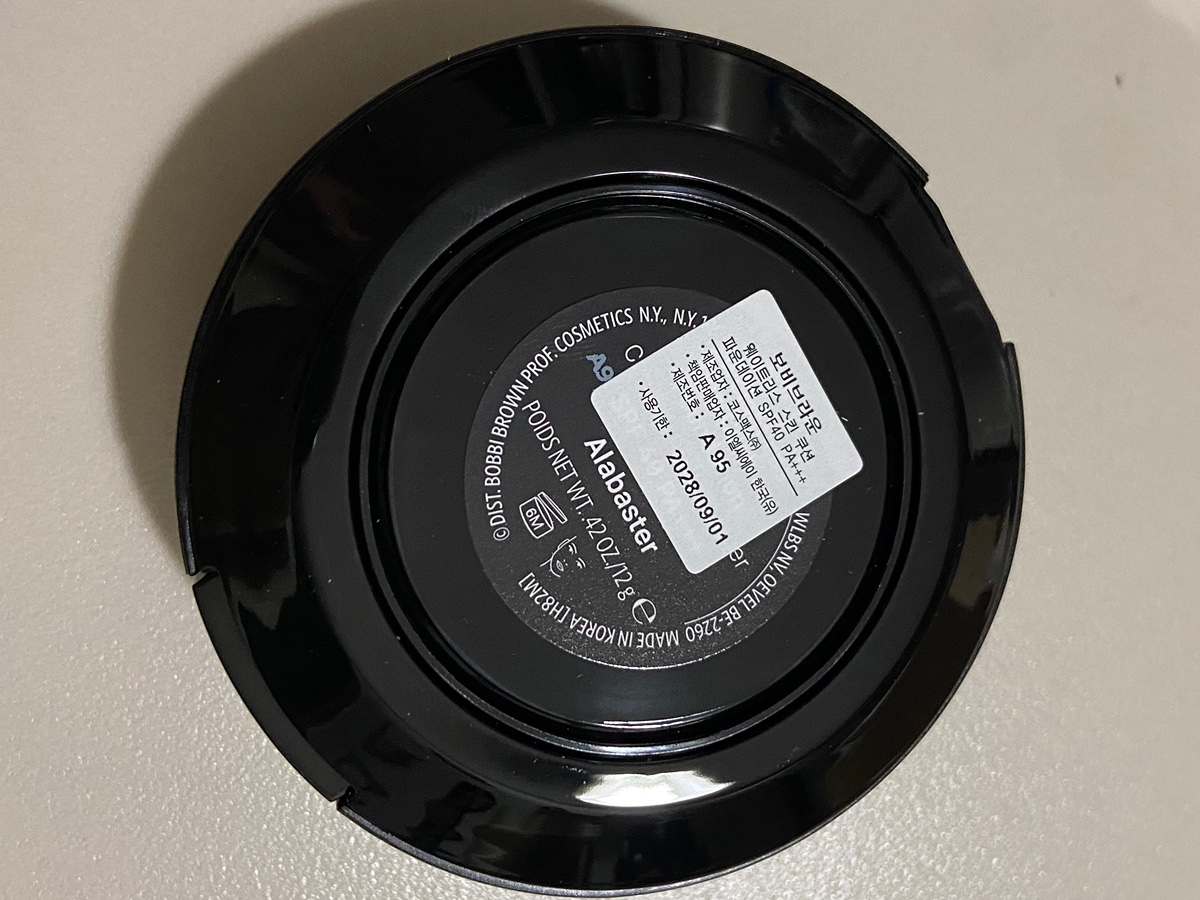 보비브라운
웨이트리스 스킨 쿠션
파운데이션 SPF40 PA+++
• 제조업자 : 코스맥스㈜
• 책임판매업자 : 이엘씨에이 한국(유)
• 제조번호 : A 95
• 사용기한 : 2028/09/01
© DIST. BOBBI BROWN PROF. COSMETICS N.Y., N.Y.
WLBS NV, OEVEL BE-2260 MADE IN KOREA [H82M]
A9
Alabaster
POIDS NET WT. .42 OZ./12 g ℮
6M